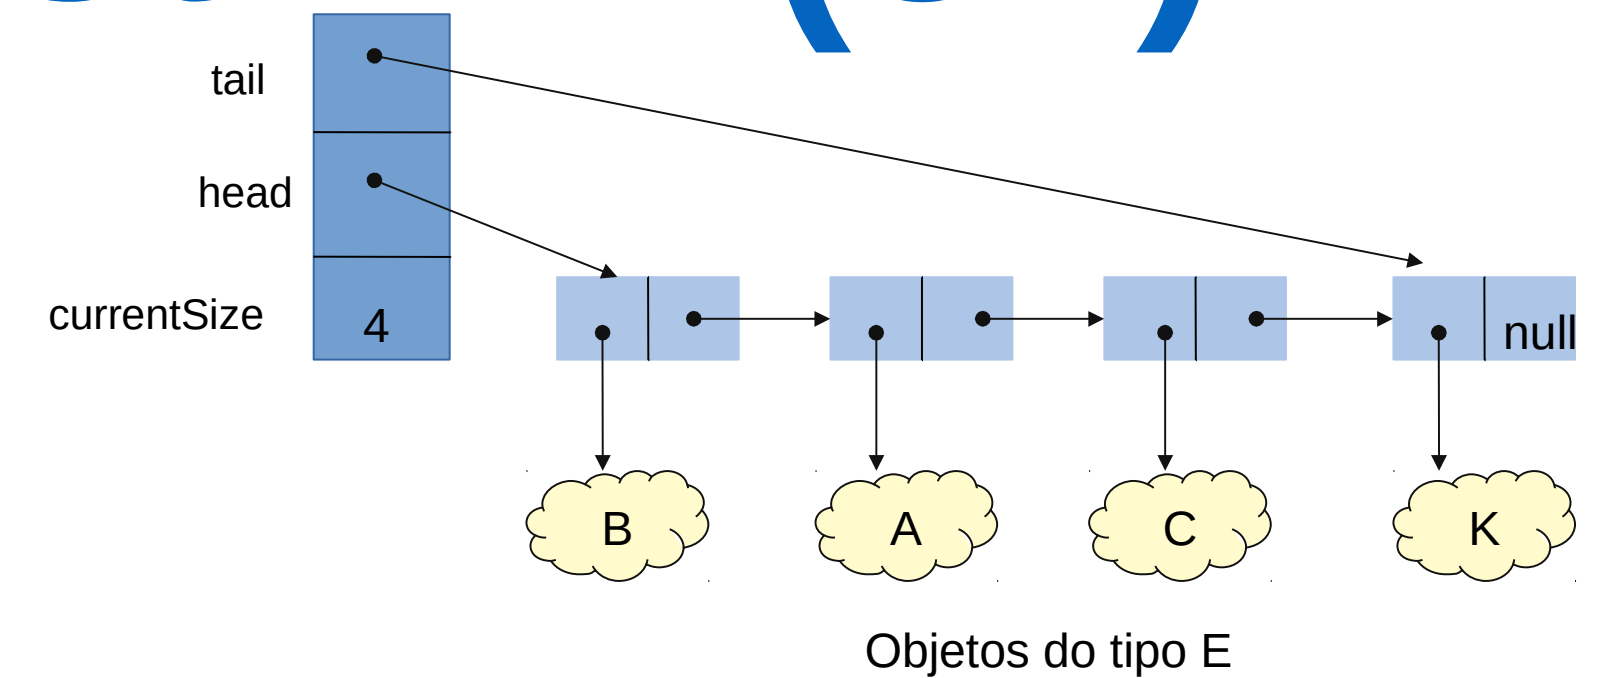 tail
head
currentSize
4
null
B
A
C
K
Objetos do tipo E